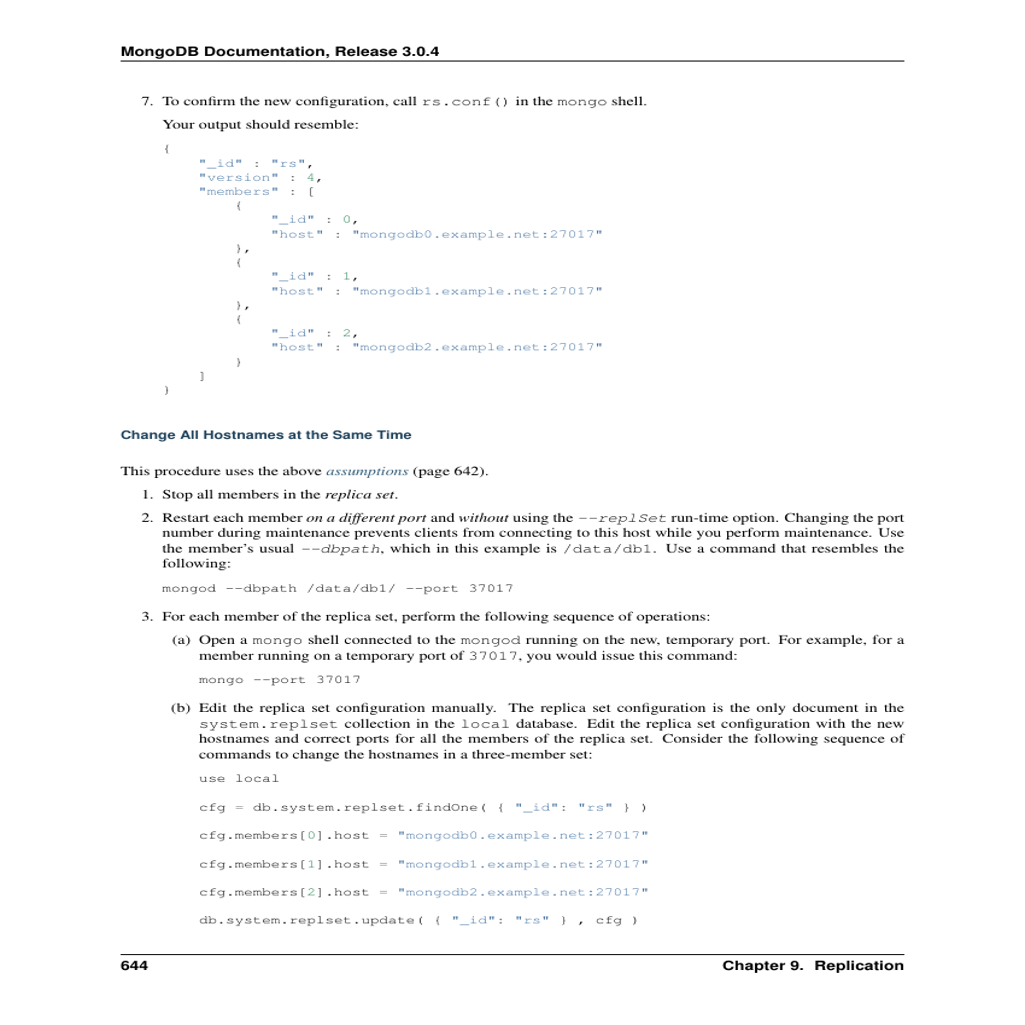 MongoDB Documentation, Release 3.0.4
7. To confirm the new configuration, call rs.conf() in the mongo shell.
Your output should resemble:
{
"_id" : "rs",
"version" : 4,
"members" : [
{
"_id" : 0,
"host" : "mongodb0.example.net:27017"
},
{
"_id" : 1,
"host" : "mongodb1.example.net:27017"
},
{
"_id" : 2,
"host" : "mongodb2.example.net:27017"
}
]
}
Change All Hostnames at the Same Time
This procedure uses the above assumptions (page 642).
1. Stop all members in the replica set.
2. Restart each member on a different port and without using the --replSet run-time option. Changing the port
number during maintenance prevents clients from connecting to this host while you perform maintenance. Use
the member's usual --dbpath, which in this example is /data/db1. Use a command that resembles the
following:
mongod --dbpath /data/db1/ --port 37017
3. For each member of the replica set, perform the following sequence of operations:
(a) Open a mongo shell connected to the mongod running on the new, temporary port. For example, for a
member running on a temporary port of 37017, you would issue this command:
mongo --port 37017
(b) Edit the replica set configuration manually. The replica set configuration is the only document in the
system.replset collection in the local database. Edit the replica set configuration with the new
hostnames and correct ports for all the members of the replica set. Consider the following sequence of
commands to change the hostnames in a three-member set:
use local
cfg = db.system.replset.findOne( { "_id": "rs" } )
cfg.members[0].host = "mongodb0.example.net:27017"
cfg.members[1].host = "mongodb1.example.net:27017"
cfg.members[2].host = "mongodb2.example.net:27017"
db.system.replset.update( { "_id": "rs" } , cfg )
644 Chapter 9. Replication